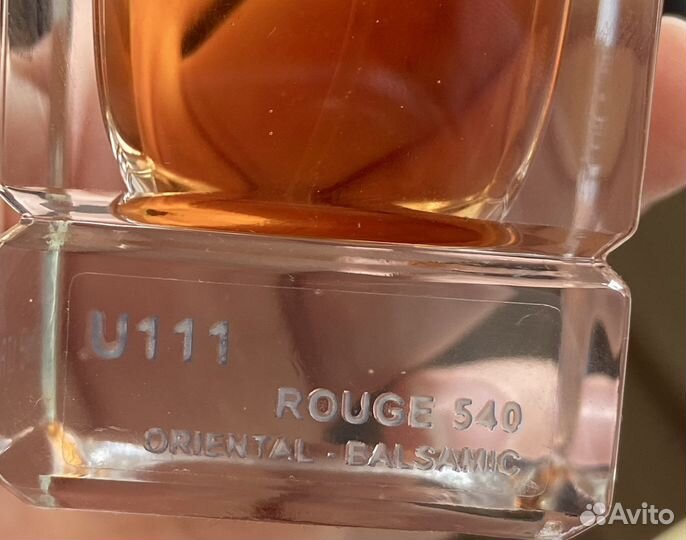 U111
ROUGE 540
ORIENTAL - BALSAMIC
Avito